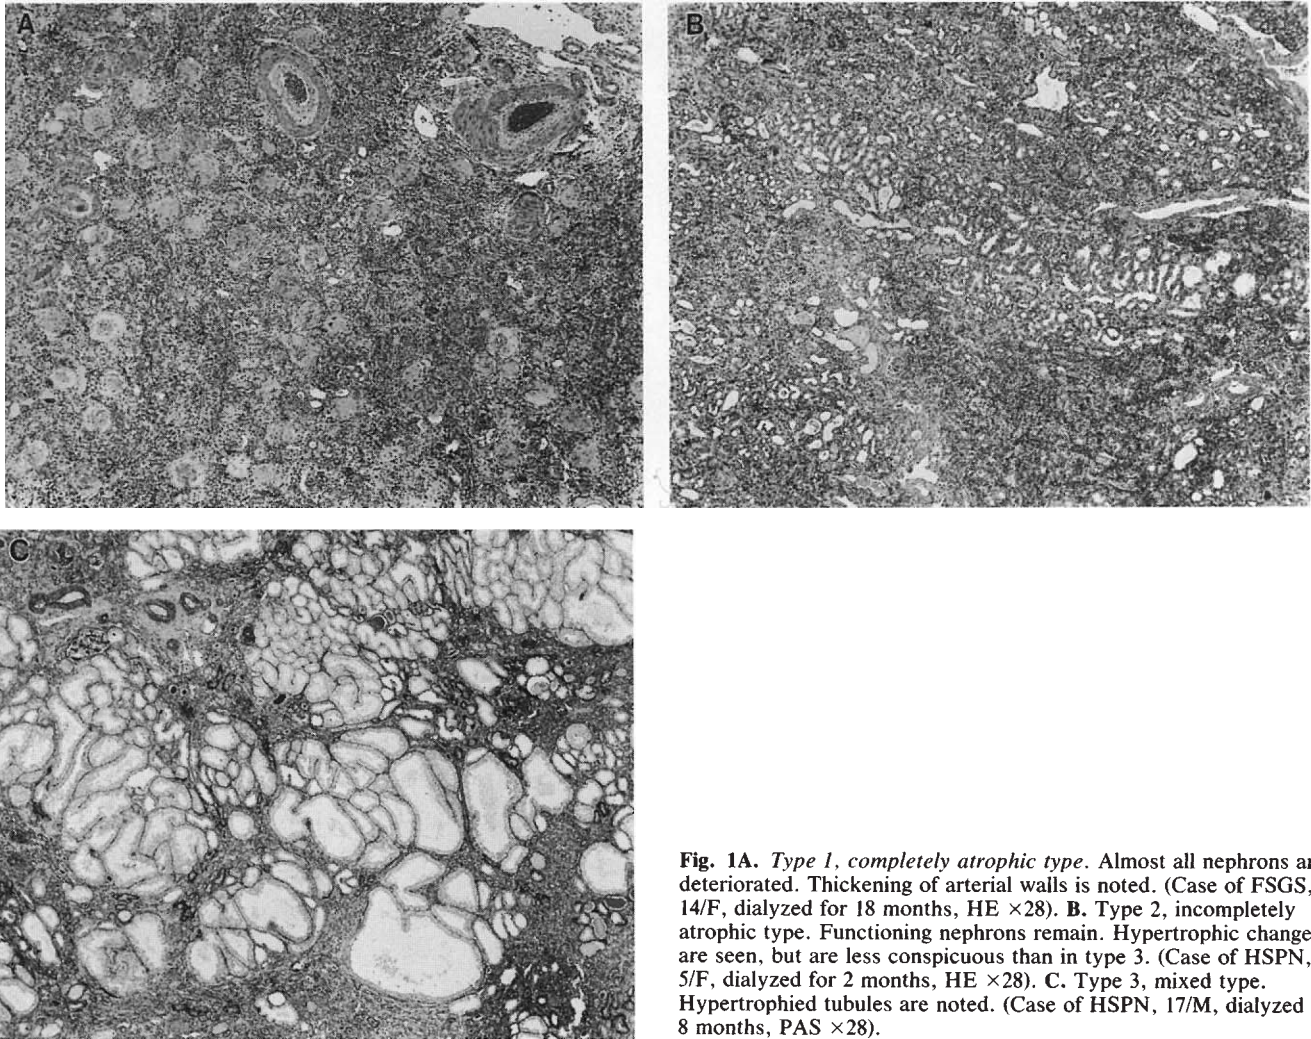 A
B
C
Fig. 1A. Type 1, completely atrophic type. Almost all nephrons ar
deteriorated. Thickening of arterial walls is noted. (Case of FSGS,
14/F, dialyzed for 18 months, HE ×28). B. Type 2, incompletely
atrophic type. Functioning nephrons remain. Hypertrophic change
are seen, but are less conspicuous than in type 3. (Case of HSPN,
5/F, dialyzed for 2 months, HE ×28). C. Type 3, mixed type.
Hypertrophied tubules are noted. (Case of HSPN, 17/M, dialyzed
8 months, PAS ×28).